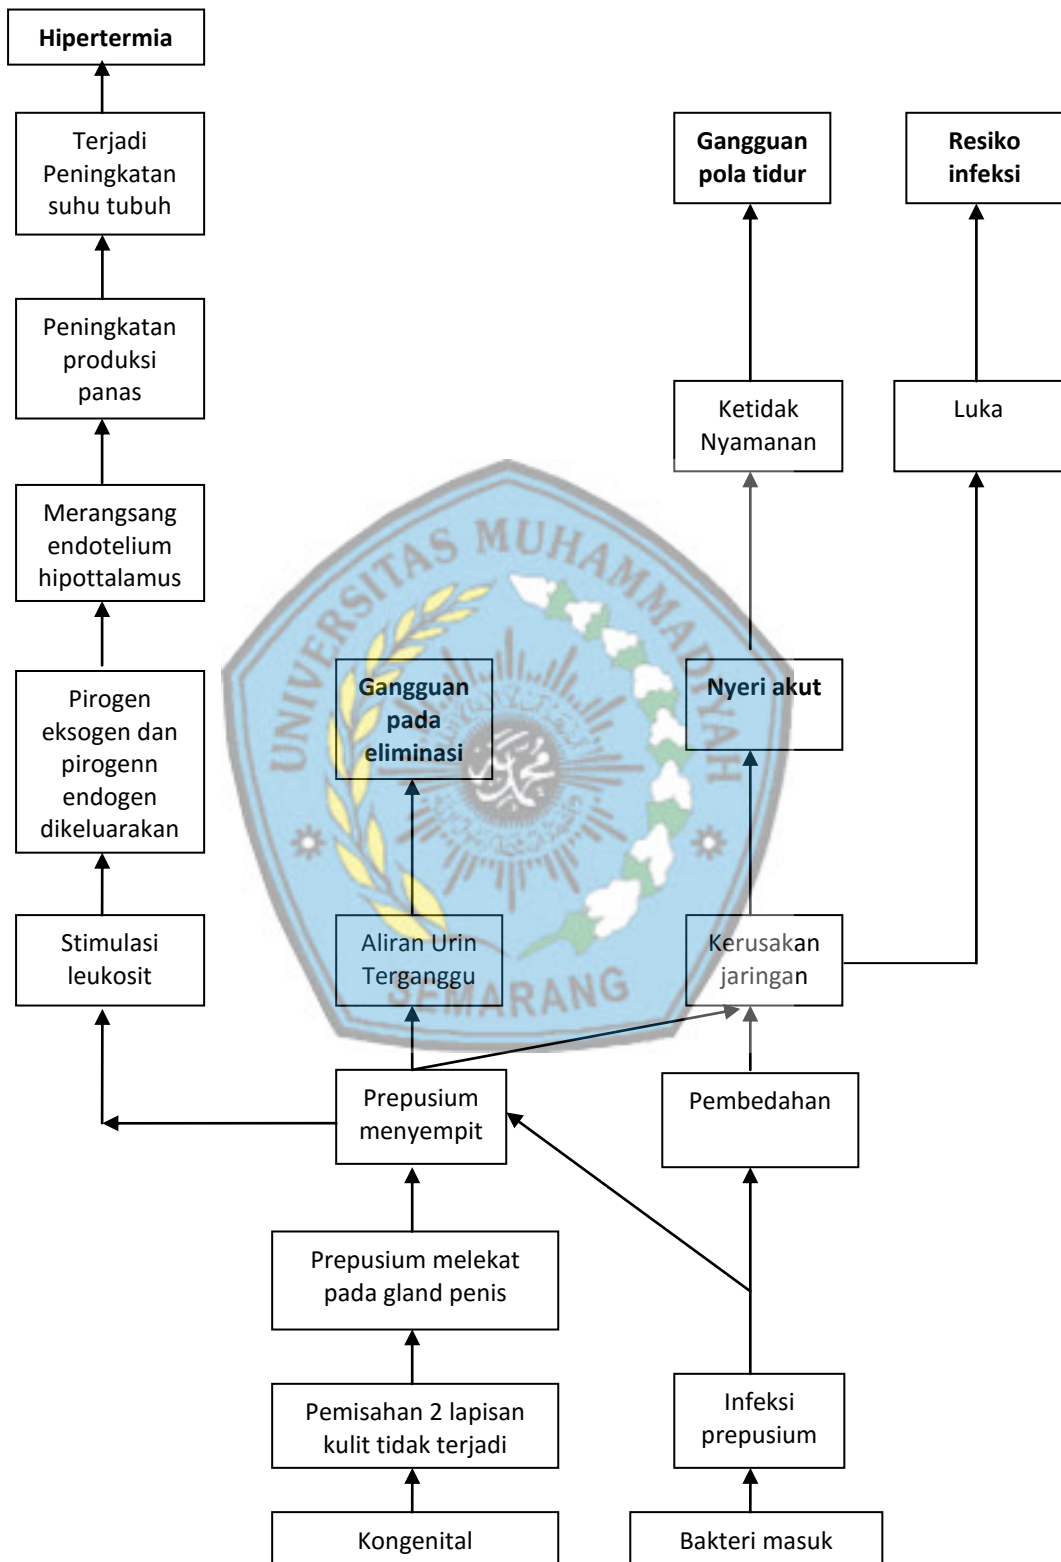 Hipertermia
Terjadi
Peningkatan
suhu tubuh
Gangguan
pola tidur
Resiko
infeksi
Peningkatan
produksi
panas
Ketidak
Nyamanan
Luka
Merangsang
endotelium
hipottalamus
UNIVERSITAS MUHAMMADIYAH
SEMARANG
Pirogen
eksogen dan
pirogenn
endogen
dikeluarakan
Gangguan
pada
eliminasi
Nyeri akut
Stimulasi
leukosit
Aliran Urin
Terganggu
Kerusakan
jaringan
Prepusium
menyempit
Pembedahan
Prepusium melekat
pada gland penis
Pemisahan 2 lapisan
kulit tidak terjadi
Infeksi
prepusium
Kongenital
Bakteri masuk